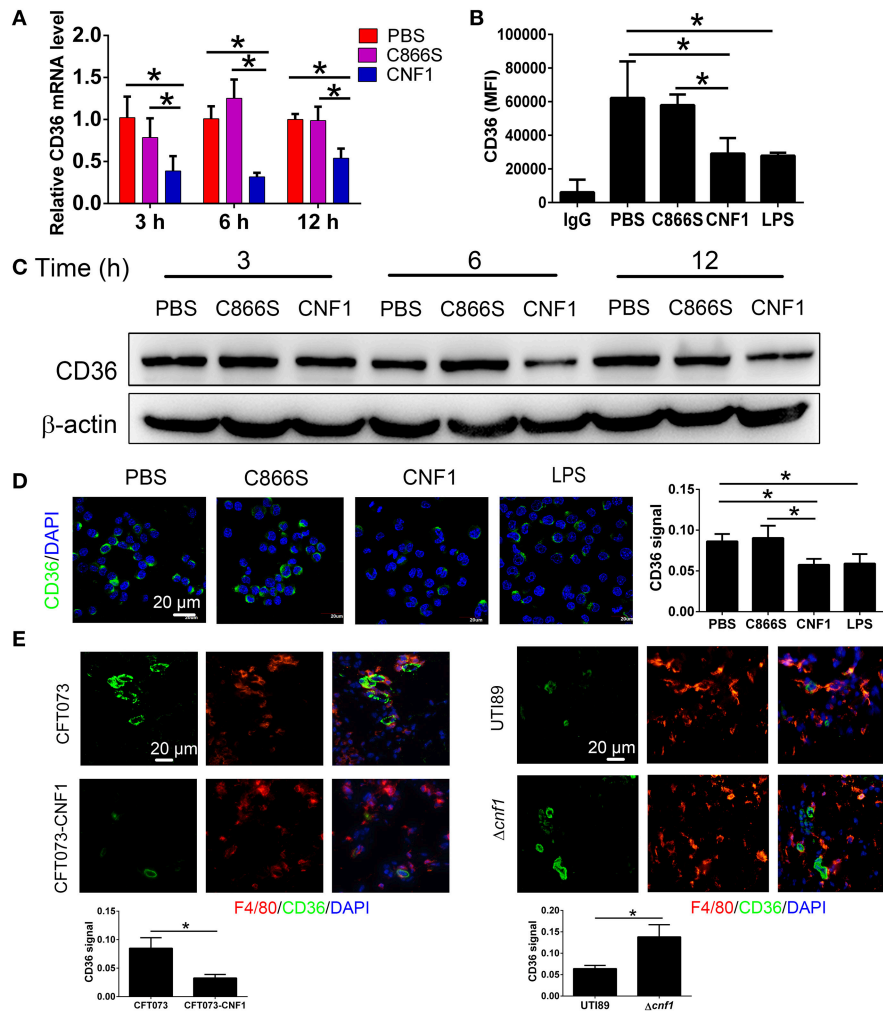 A
Relative CD36 mRNA level
1.5
1.0
0.5
0.0
* * * * * *
PBS
C866S
CNF1
3 h 6 h 12 h
B
CD36 (MFI)
100000
80000
60000
40000
20000
0
* * *
IgG PBS C866S CNF1 LPS
C Time (h) 3 6 12
PBS C866S CNF1 PBS C866S CNF1 PBS C866S CNF1
CD36
β-actin
D
PBS C866S CNF1 LPS
CD36/DAPI
20 μm
20um 20um 20um 20um
CD36 signal
0.15
0.10
0.05
0.00
* * *
PBS C866S CNF1 LPS
E
CFT073
20 μm
CFT073-CNF1
F4/80/CD36/DAPI
CD36 signal
0.10
0.05
0.00
*
CFT073 CFT073-CNF1
UTI89
20 μm
Δcnf1
F4/80/CD36/DAPI
CD36 signal
0.20
0.15
0.10
0.05
0.00
*
UTI89 Δcnf1